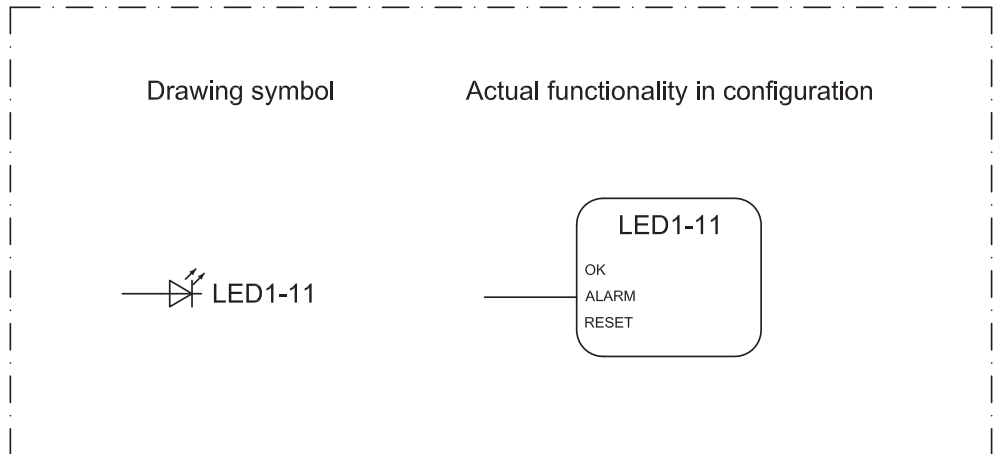 Drawing symbol
Actual functionality in configuration
LED1-11
LED1-11
OK
ALARM
RESET